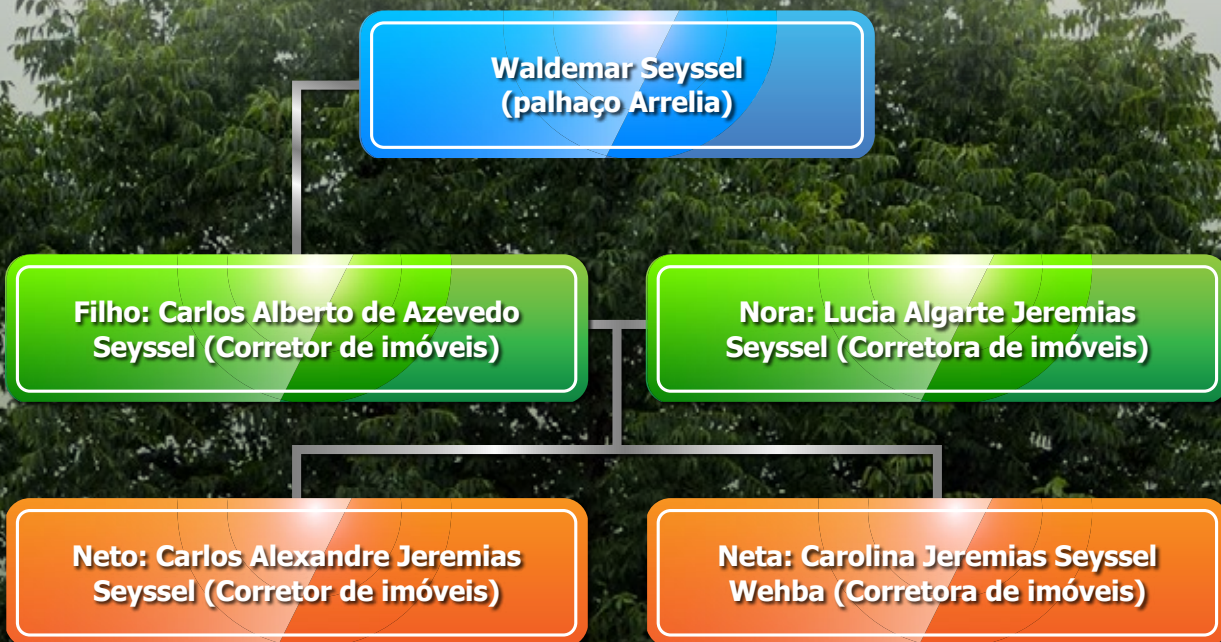 Waldemar Seyssel
(palhaço Arrelia)
Filho: Carlos Alberto de Azevedo
Seyssel (Corretor de imóveis)
Nora: Lucia Algarte Jeremias
Seyssel (Corretora de imóveis)
Neto: Carlos Alexandre Jeremias
Seyssel (Corretor de imóveis)
Neta: Carolina Jeremias Seyssel
Wehba (Corretora de imóveis)